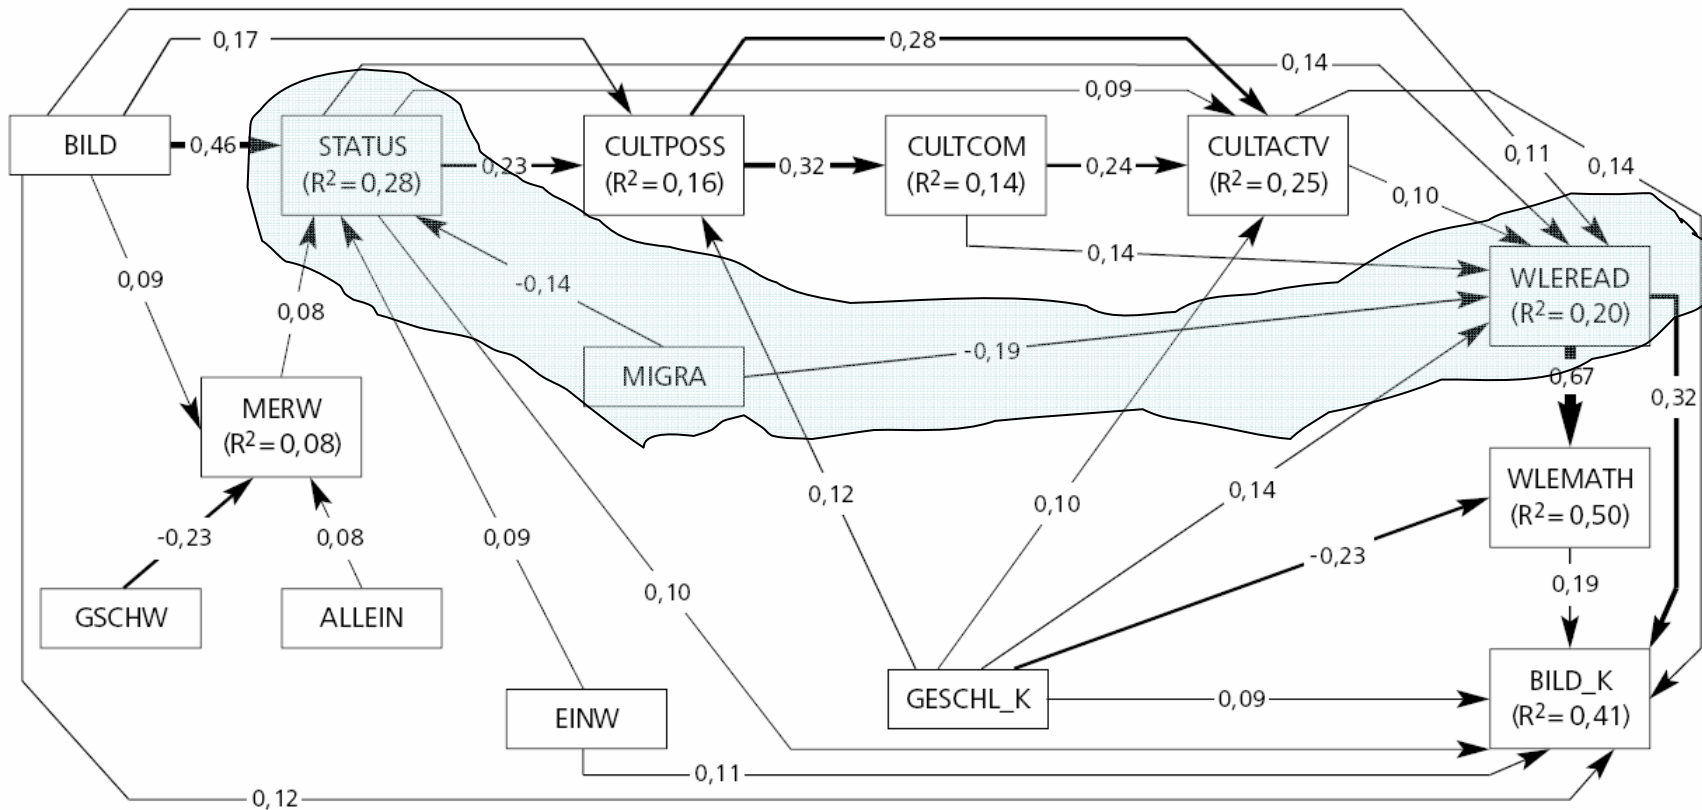 0,17
0,28
0,14
0,09
BILD
0,46
STATUS
(R²=0,28)
0,23
CULTPOSS
(R²=0,16)
0,32
CULTCOM
(R²=0,14)
0,24
CULTACTV
(R²=0,25)
0,11
0,14
0,10
0,14
0,09
-0,14
0,08
WLEREAD
(R²=0,20)
-0,19
MIGRA
0,67
0,32
MERW
(R²=0,08)
0,12
0,10
0,14
WLEMATH
(R²=0,50)
-0,23
0,08
0,09
-0,23
0,10
0,19
GSCHW
ALLEIN
EINW
GESCHL_K
0,09
BILD_K
(R²=0,41)
0,11
0,12